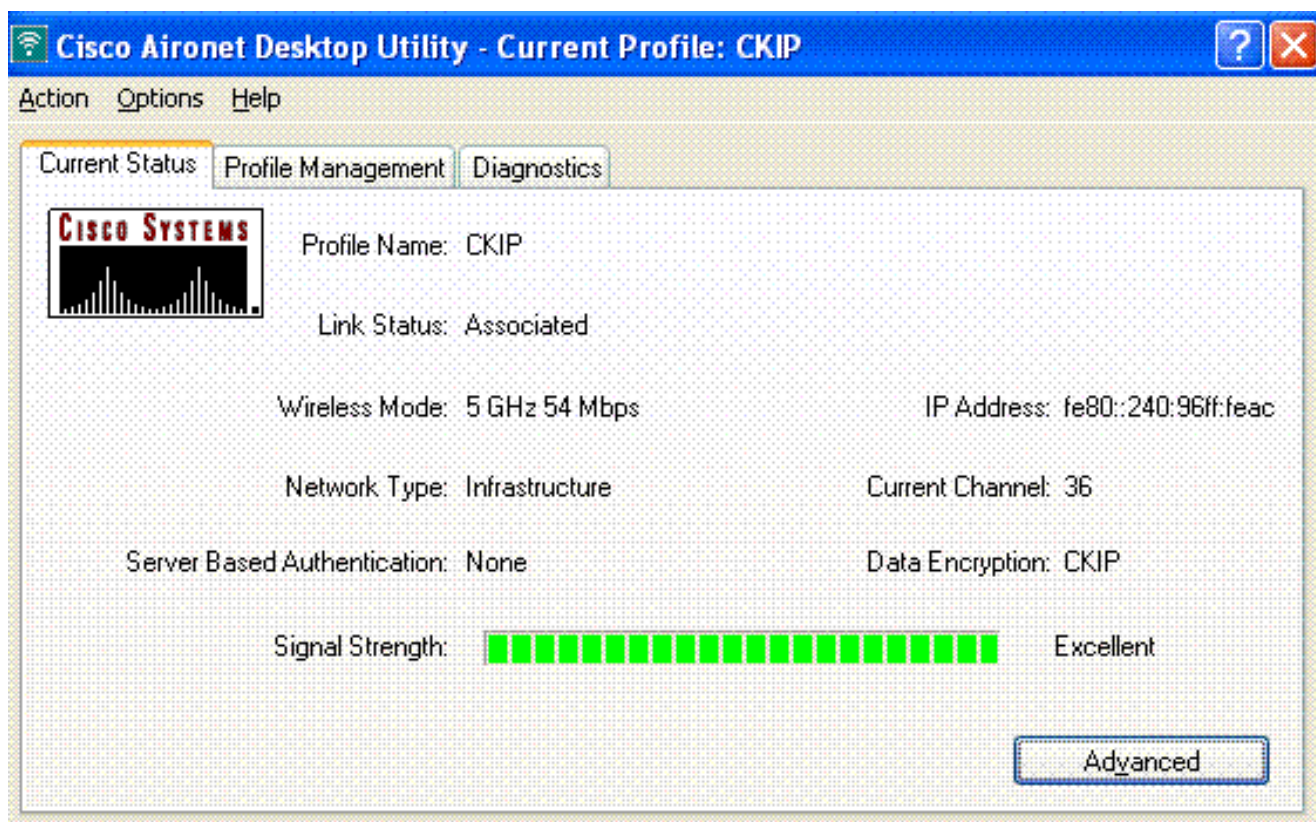 Cisco Aironet Desktop Utility - Current Profile: CKIP
Action Options Help
Current Status Profile Management Diagnostics
CISCO SYSTEMS
Profile Name: CKIP
Link Status: Associated
Wireless Mode: 5 GHz 54 Mbps IP Address: fe80::240:96ff:feac
Network Type: Infrastructure Current Channel: 36
Server Based Authentication: None Data Encryption: CKIP
Signal Strength: Excellent
Advanced